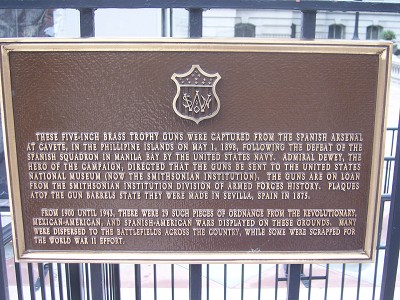 THESE FIVE-INCH BRASS TROPHY GUNS WERE CAPTURED FROM THE SPANISH ARSENAL
AT CAVETE, IN THE PHILLIPINE ISLANDS ON MAY 1, 1898, FOLLOWING THE DEFEAT OF THE
SPANISH SQUADRON IN MANILA BAY BY THE UNITED STATES NAVY. ADMIRAL DEWEY, THE
HERO OF THE CAMPAIGN, DIRECTED THAT THE GUNS BE SENT TO THE UNITED STATES
NATIONAL MUSEUM (NOW THE SMITHSONIAN INSTITUTION). THE GUNS ARE ON LOAN
FROM THE SMITHSONIAN INSTITUTION DIVISION OF ARMED FORCES HISTORY. PLAQUES
ATOP THE GUN BARRELS STATE THEY WERE MADE IN SEVILLA, SPAIN IN 1875.
FROM 1900 UNTIL 1943, THERE WERE 19 SUCH PIECES OF ORDNANCE FROM THE REVOLUTIONARY,
MEXICAN-AMERICAN, AND SPANISH-AMERICAN WARS DISPLAYED ON THESE GROUNDS. MANY
WERE DISPERSED TO THE BATTLEFIELDS ACROSS THE COUNTRY, WHILE SOME WERE SCRAPPED FOR
THE WORLD WAR II EFFORT.